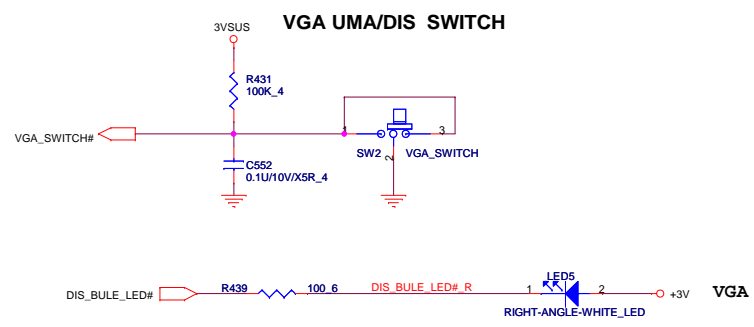 VGA UMA/DIS SWITCH
3VSUS
R431
100K_4
VGA_SWITCH#
1
3
SW2
2
VGA_SWITCH
C552
0.1U/10V/X5R_4
DIS_BULE_LED#
R439
100_6
DIS_BULE_LED#_R
1
LED5
2
+3V
VGA
RIGHT-ANGLE-WHITE_LED